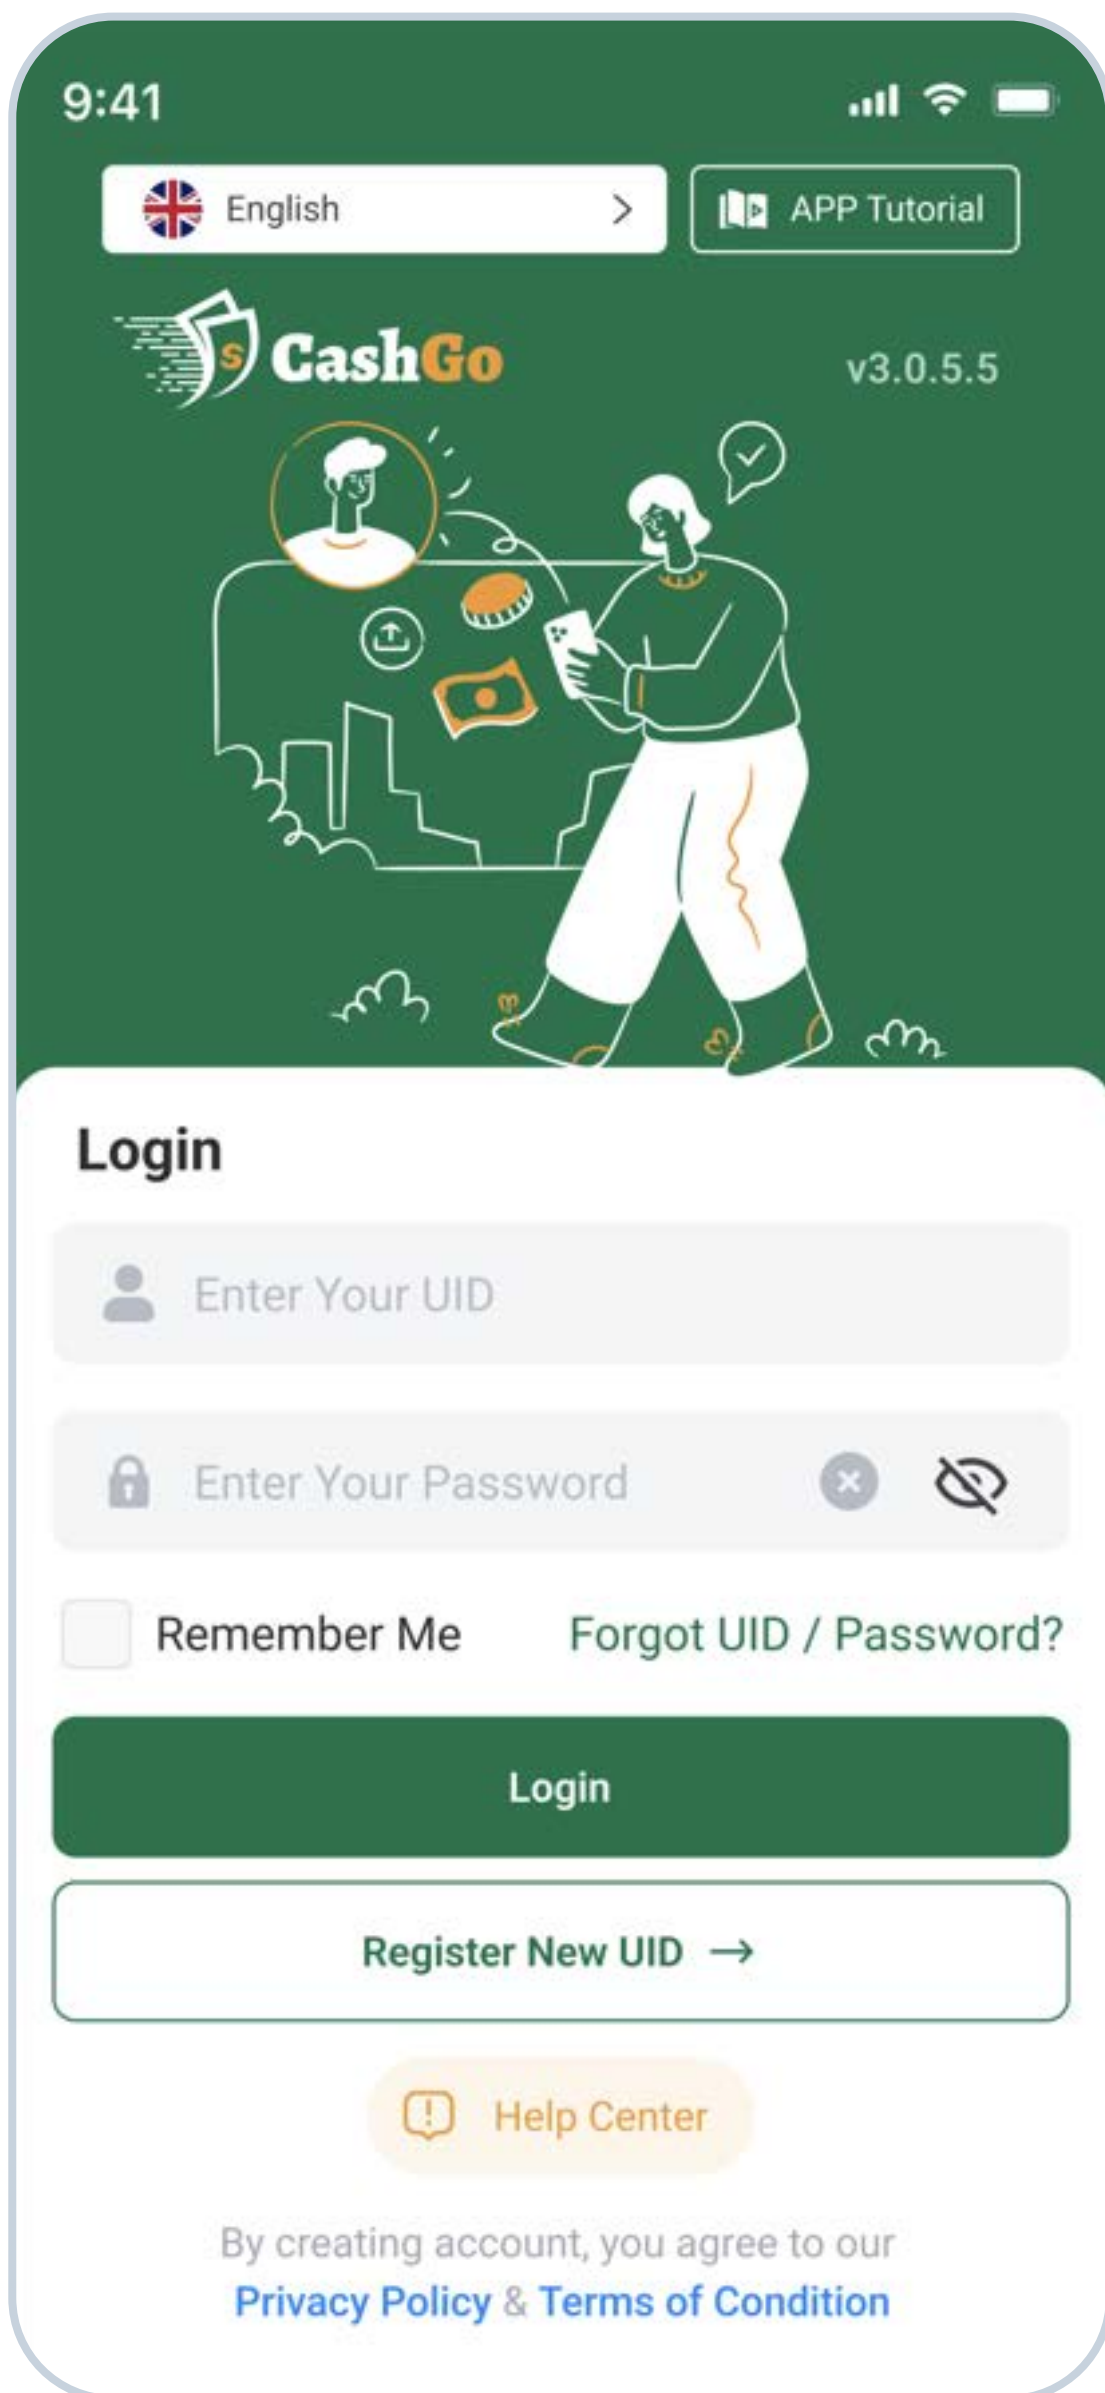 9:41
English
APP Tutorial
S
CashGo
v3.0.5.5
Login
Enter Your UID
Enter Your Password
Remember Me
Forgot UID / Password?
Login
Register New UID →
Help Center
By creating account, you agree to our
Privacy Policy & Terms of Condition